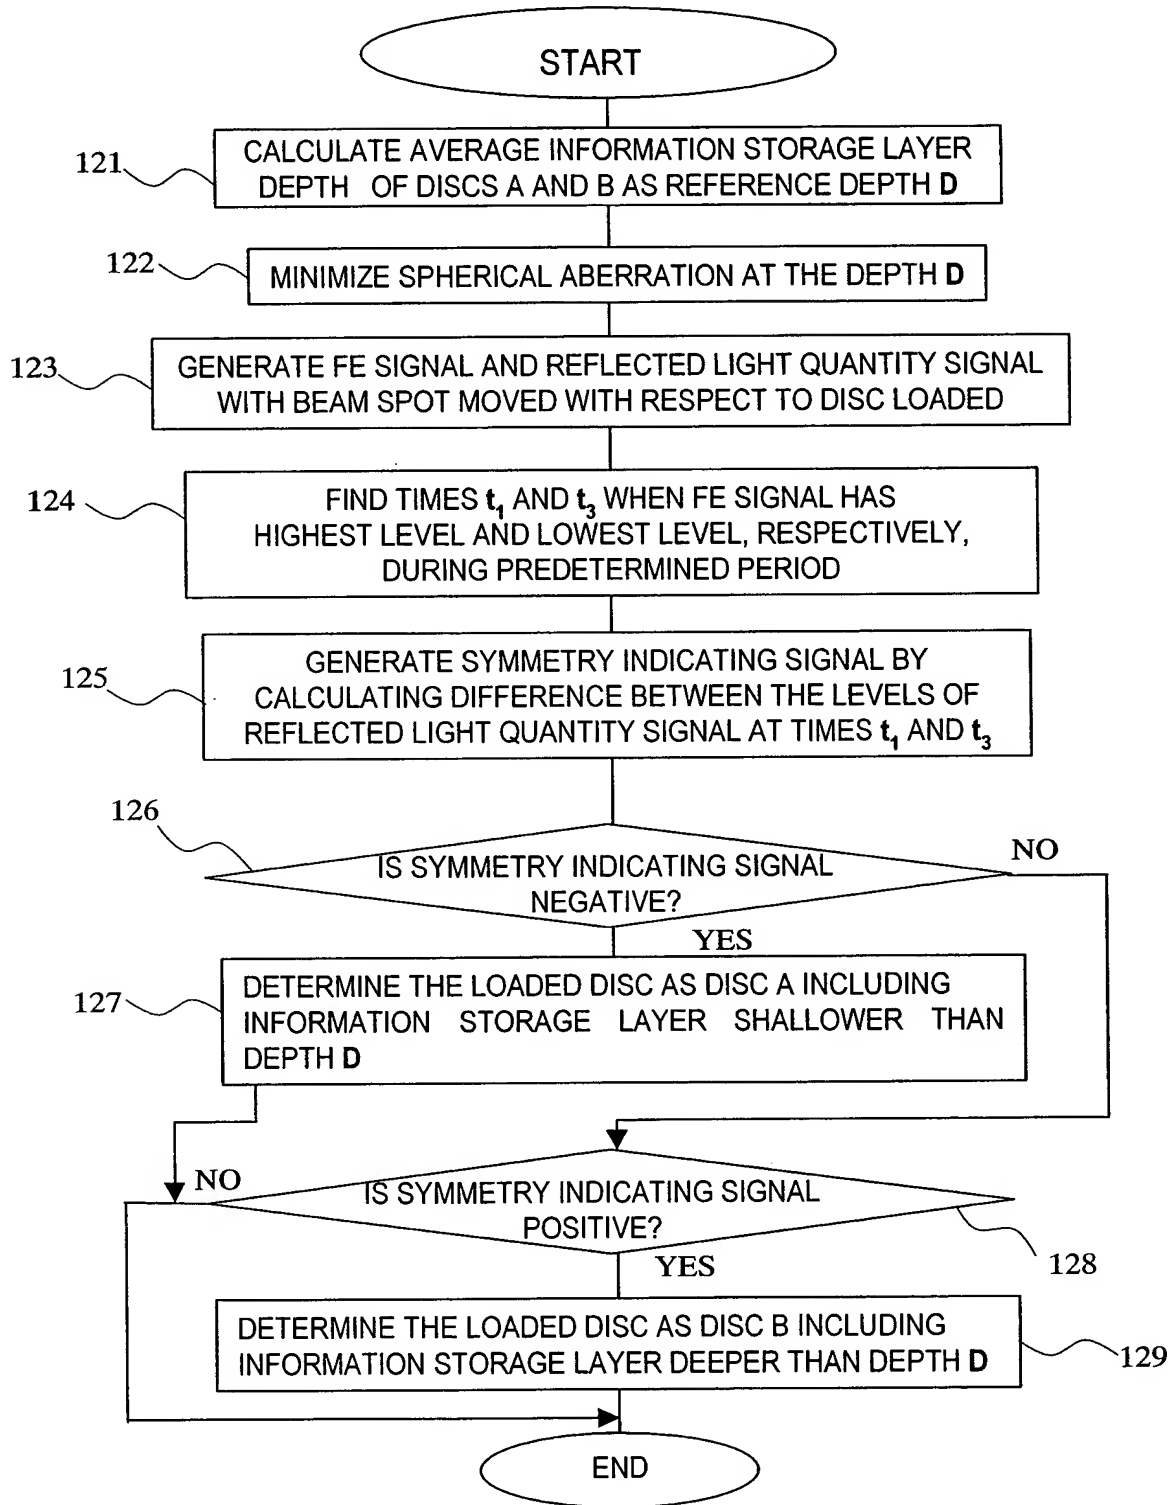 START
121
CALCULATE AVERAGE INFORMATION STORAGE LAYER
DEPTH OF DISCS A AND B AS REFERENCE DEPTH D
122
MINIMIZE SPHERICAL ABERRATION AT THE DEPTH D
123
GENERATE FE SIGNAL AND REFLECTED LIGHT QUANTITY SIGNAL
WITH BEAM SPOT MOVED WITH RESPECT TO DISC LOADED
124
FIND TIMES t1 AND t3 WHEN FE SIGNAL HAS
HIGHEST LEVEL AND LOWEST LEVEL, RESPECTIVELY,
DURING PREDETERMINED PERIOD
125
GENERATE SYMMETRY INDICATING SIGNAL BY
CALCULATING DIFFERENCE BETWEEN THE LEVELS OF
REFLECTED LIGHT QUANTITY SIGNAL AT TIMES t1 AND t3
126
IS SYMMETRY INDICATING SIGNAL
NEGATIVE?
NO
YES
127
DETERMINE THE LOADED DISC AS DISC A INCLUDING
INFORMATION STORAGE LAYER SHALLOWER THAN
DEPTH D
NO
IS SYMMETRY INDICATING SIGNAL
POSITIVE?
YES
128
DETERMINE THE LOADED DISC AS DISC B INCLUDING
INFORMATION STORAGE LAYER DEEPER THAN DEPTH D
129
END